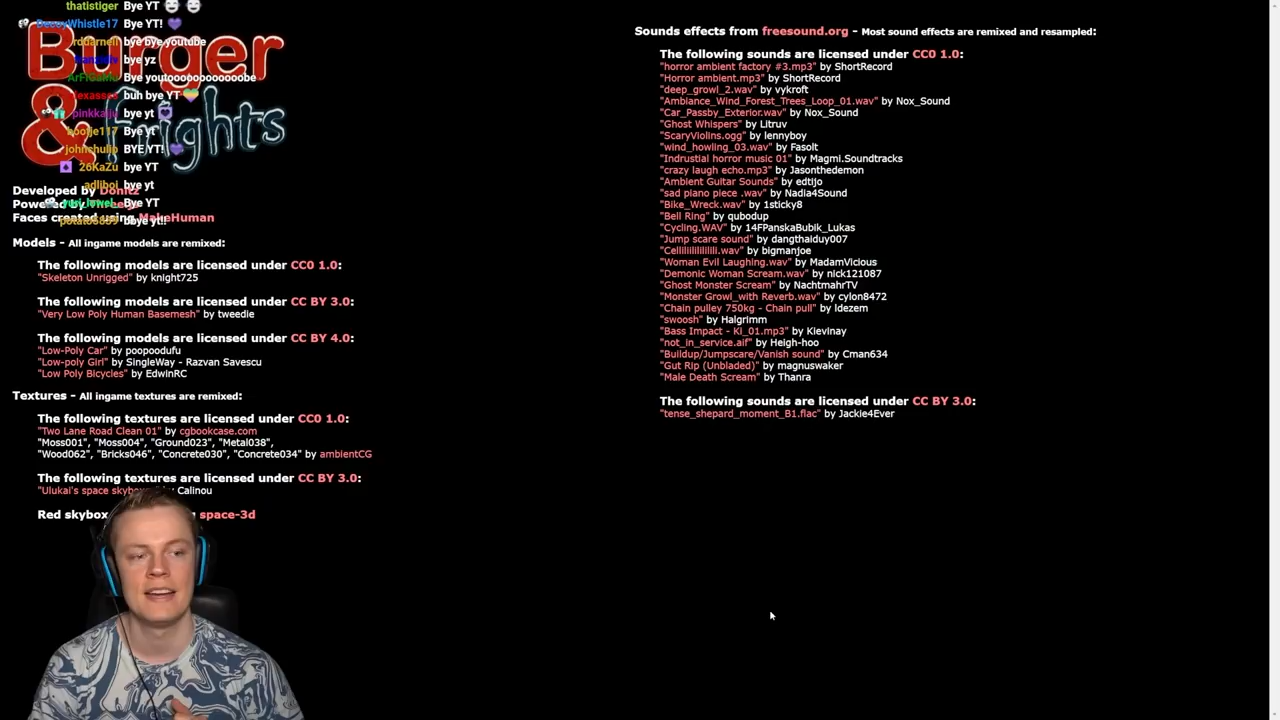 thatistiger Bye YT
DecoyWhistle17 Bye YT!
rddarnell bye bye youtube
bye yz
Bye youtoooooooooobe
buh bye YT
pinkkaiju bye yt
bootje117 Bye yt
johnchulip BYE YT!
26KaZu bye YT
adliboi bye yt
Bye YT
bbye yt!!
Burger
& Frights
Developed by Donitz
Powered by
Faces created using MakeHuman
Models - All ingame models are remixed:
The following models are licensed under CC0 1.0:
"Skeleton Unrigged" by knight725
The following models are licensed under CC BY 3.0:
"Very Low Poly Human Basemesh" by tweedie
The following models are licensed under CC BY 4.0:
"Low-Poly Car" by poopoodufu
"Low-poly Girl" by SingleWay - Razvan Savescu
"Low Poly Bicycles" by EdwinRC
Textures - All ingame textures are remixed:
The following textures are licensed under CC0 1.0:
"Two Lane Road Clean 01" by cgbookcase.com
"Moss001", "Moss004", "Ground023", "Metal038",
"Wood062", "Bricks046", "Concrete030", "Concrete034" by ambientCG
The following textures are licensed under CC BY 3.0:
"Ulukai's space Calinou
Red skybox space-3d
Sounds effects from freesound.org - Most sound effects are remixed and resampled:
The following sounds are licensed under CC0 1.0:
"horror ambient factory #3.mp3" by ShortRecord
"Horror ambient.mp3" by ShortRecord
"deep_growl_2.wav" by vykroft
"Ambiance_Wind_Forest_Trees_Loop_01.wav" by Nox_Sound
"Car_Passby_Exterior.wav" by Nox_Sound
"Ghost Whispers" by Litruv
"ScaryViolins.ogg" by lennyboy
"wind_howling_03.wav" by Fasolt
"Indrustial horror music 01" by Magmi.Soundtracks
"crazy laugh echo.mp3" by Jasonthedemon
"Ambient Guitar Sounds" by edtijo
"sad piano piece .wav" by Nadia4Sound
"Bike_Wreck.wav" by 1sticky8
"Bell Ring" by qubodup
"Cycling.WAV" by 14FPanskaBubik_Lukas
"Jump scare sound" by dangthaiduy007
"Celliiiiiiiiiiiii.wav" by bigmanjoe
"Woman Evil Laughing.wav" by MadamVicious
"Demonic Woman Scream.wav" by nick121087
"Ghost Monster Scream" by NachtmahrTV
"Monster Growl_with Reverb.wav" by cylon8472
"Chain pulley 750kg - Chain pull" by ldezem
"swoosh" by Halgrimm
"Bass Impact - KI_01.mp3" by Kievinay
"not_in_service.aif" by Heigh-hoo
"Buildup/Jumpscare/Vanish sound" by Cman634
"Gut Rip (Unbladed)" by magnuswaker
"Male Death Scream" by Thanra
The following sounds are licensed under CC BY 3.0:
"tense_shepard_moment_B1.flac" by Jackie4Ever